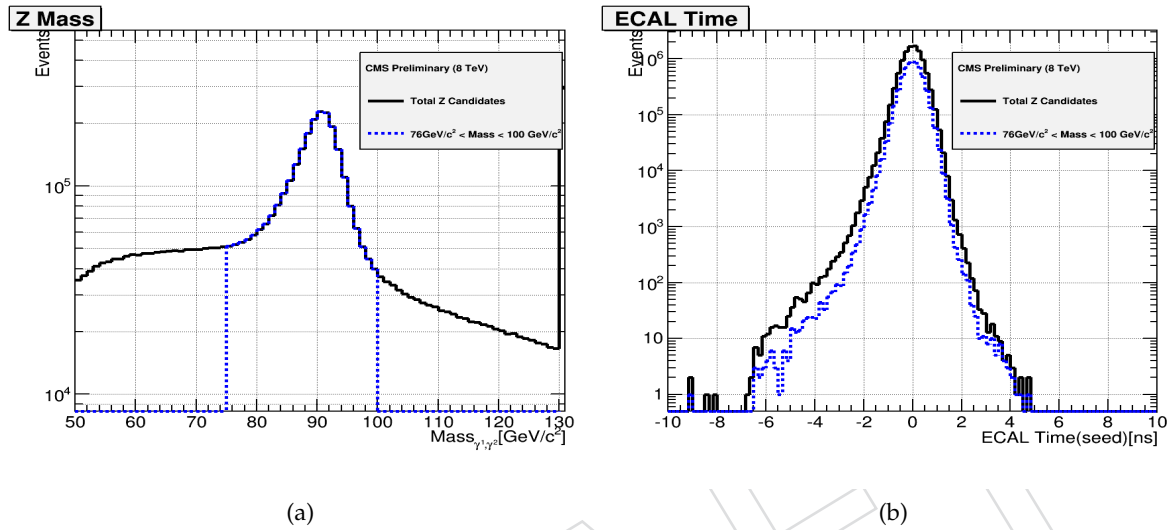 Z Mass
Events
CMS Preliminary (8 TeV)
Total Z Candidates
76GeV/c² < Mass < 100 GeV/c²
10⁵
10⁴
50 60 70 80 90 100 110 120 130
Mass_γ¹,γ² [GeV/c²]
(a)
ECAL Time
Events
CMS Preliminary (8 TeV)
Total Z Candidates
76GeV/c² < Mass < 100 GeV/c²
10⁶
10⁵
10⁴
10³
10²
10
1
-10 -8 -6 -4 -2 0 2 4 6 8 10
ECAL Time(seed)[ns]
(b)